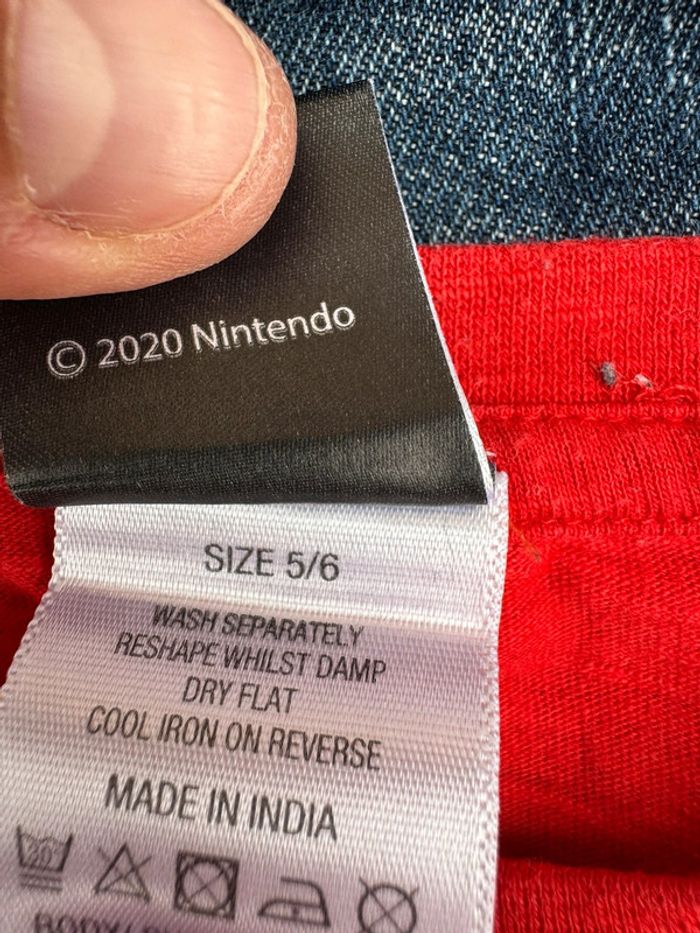 © 2020 Nintendo
SIZE 5/6
WASH SEPARATELY
RESHAPE WHILST DAMP
DRY FLAT
COOL IRON ON REVERSE
MADE IN INDIA